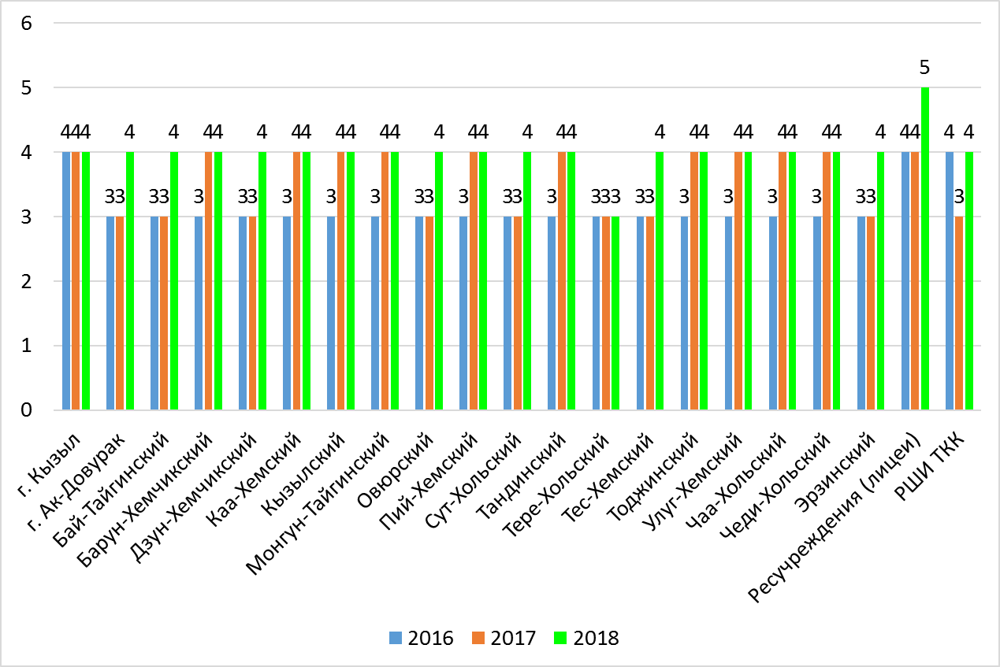 6
5
4
3
2
1
0
444
33 4
33 4
3 44
33 4
3 44
3 44
3 44
33 4
3 44
33 4
3 44
333
33 4
3 44
3 44
3 44
3 44
33 4
44 5
4 3 4
г. Кызыл
г. Ак-Довурак
Бай-Тайгинский
Барун-Хемчикский
Дзун-Хемчикский
Каа-Хемский
Кызылский
Монгун-Тайгинский
Овюрский
Пий-Хемский
Сут-Хольский
Тандинский
Тере-Хольский
Тес-Хемский
Тоджинский
Улуг-Хемский
Чаа-Хольский
Чеди-Хольский
Эрзинский
Ресучреждения (лицеи)
РШИ ТКК
2016 2017 2018